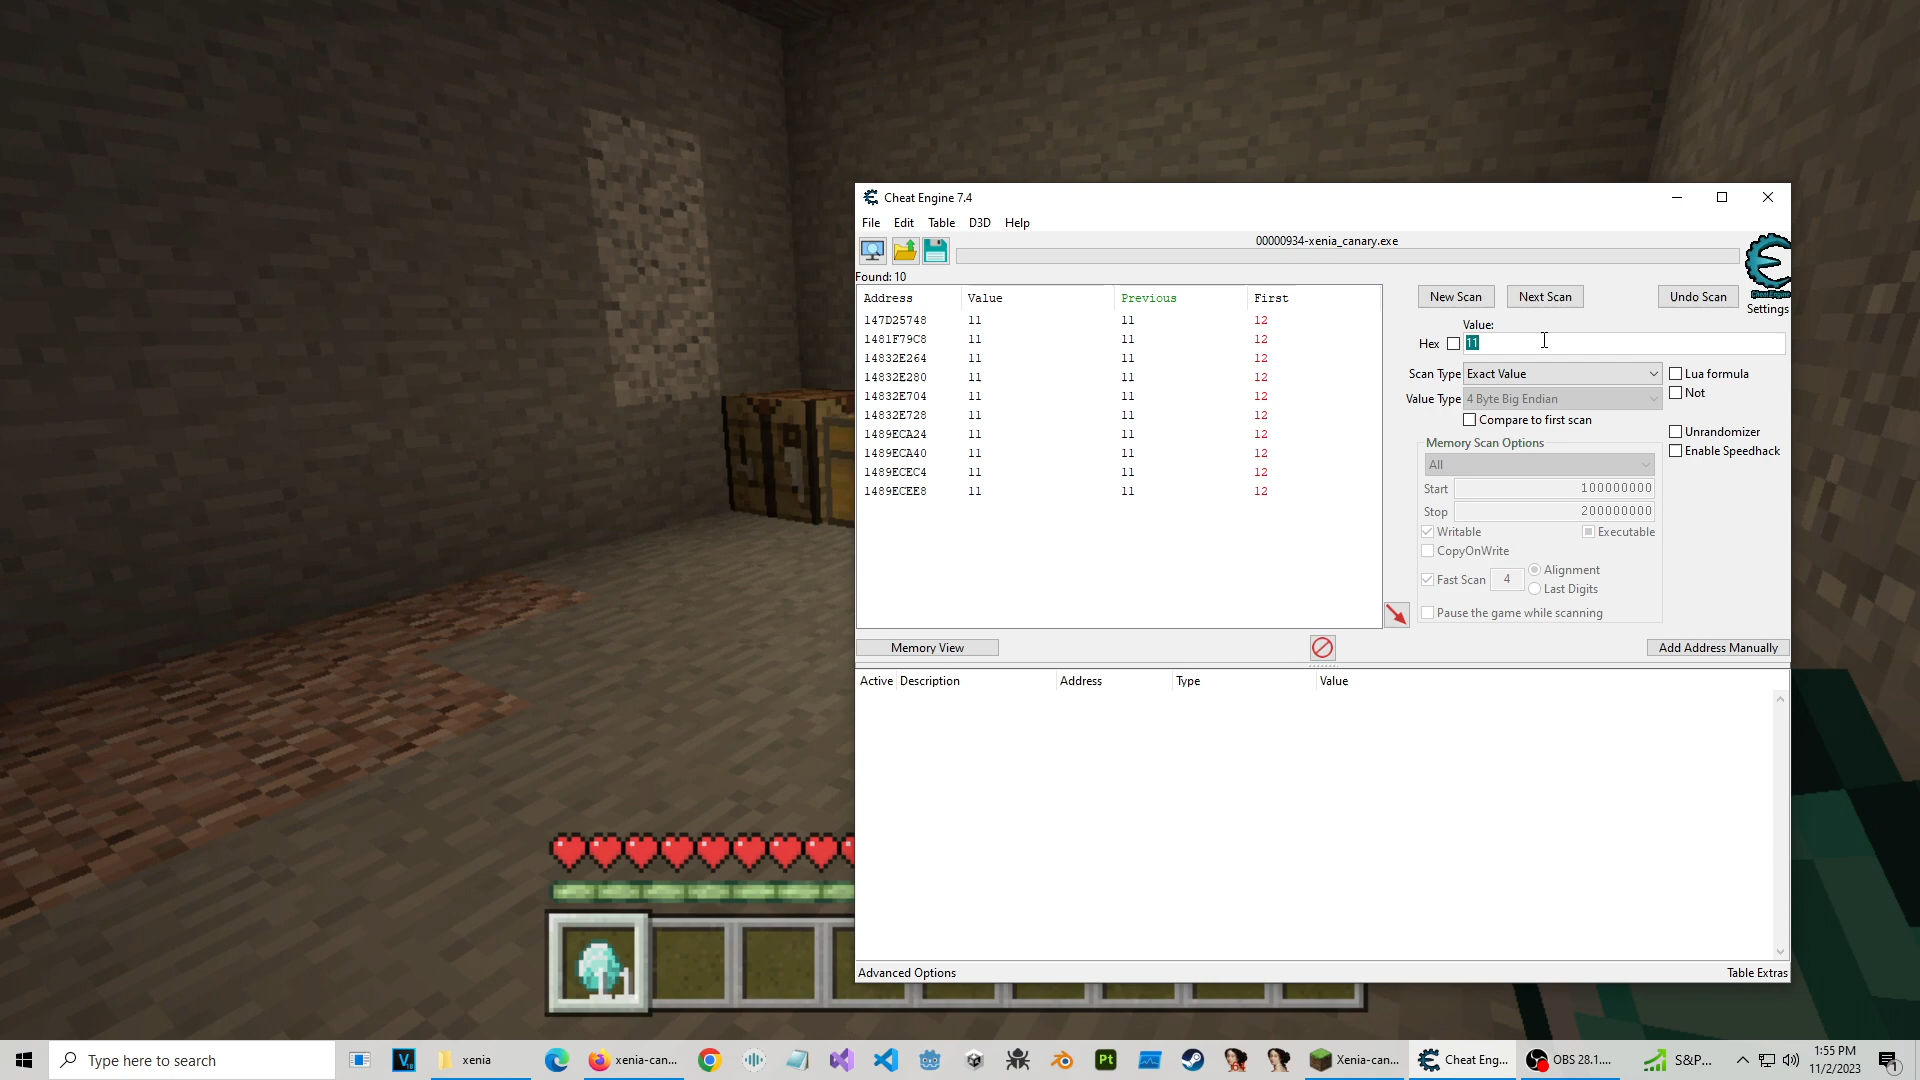 Cheat Engine 7.4
File Edit Table D3D Help
00000934-xenia_canary.exe
Found: 10
Address Value Previous First
147D25748 11 11 12
1481F79C8 11 11 12
14832E264 11 11 12
14832E280 11 11 12
14832E704 11 11 12
14832E728 11 11 12
1489ECA24 11 11 12
1489ECA40 11 11 12
1489ECEC4 11 11 12
1489ECEE8 11 11 12
New Scan Next Scan Undo Scan
Cheat Engine
Settings
Value:
Hex 11
Scan Type Exact Value Lua formula
Not
Value Type 4 Byte Big Endian
Compare to first scan
Unrandomizer
Memory Scan Options
Enable Speedhack
All
Start 100000000
Stop 200000000
Writable Executable
CopyOnWrite
Fast Scan 4 Alignment
Last Digits
Pause the game while scanning
Memory View Add Address Manually
Active Description Address Type Value
Advanced Options Table Extras
11
Type here to search
xenia
xenia-can...
Xenia-can...
Cheat Eng...
OBS 28.1....
S&P...
1:55 PM
11/2/2023
1